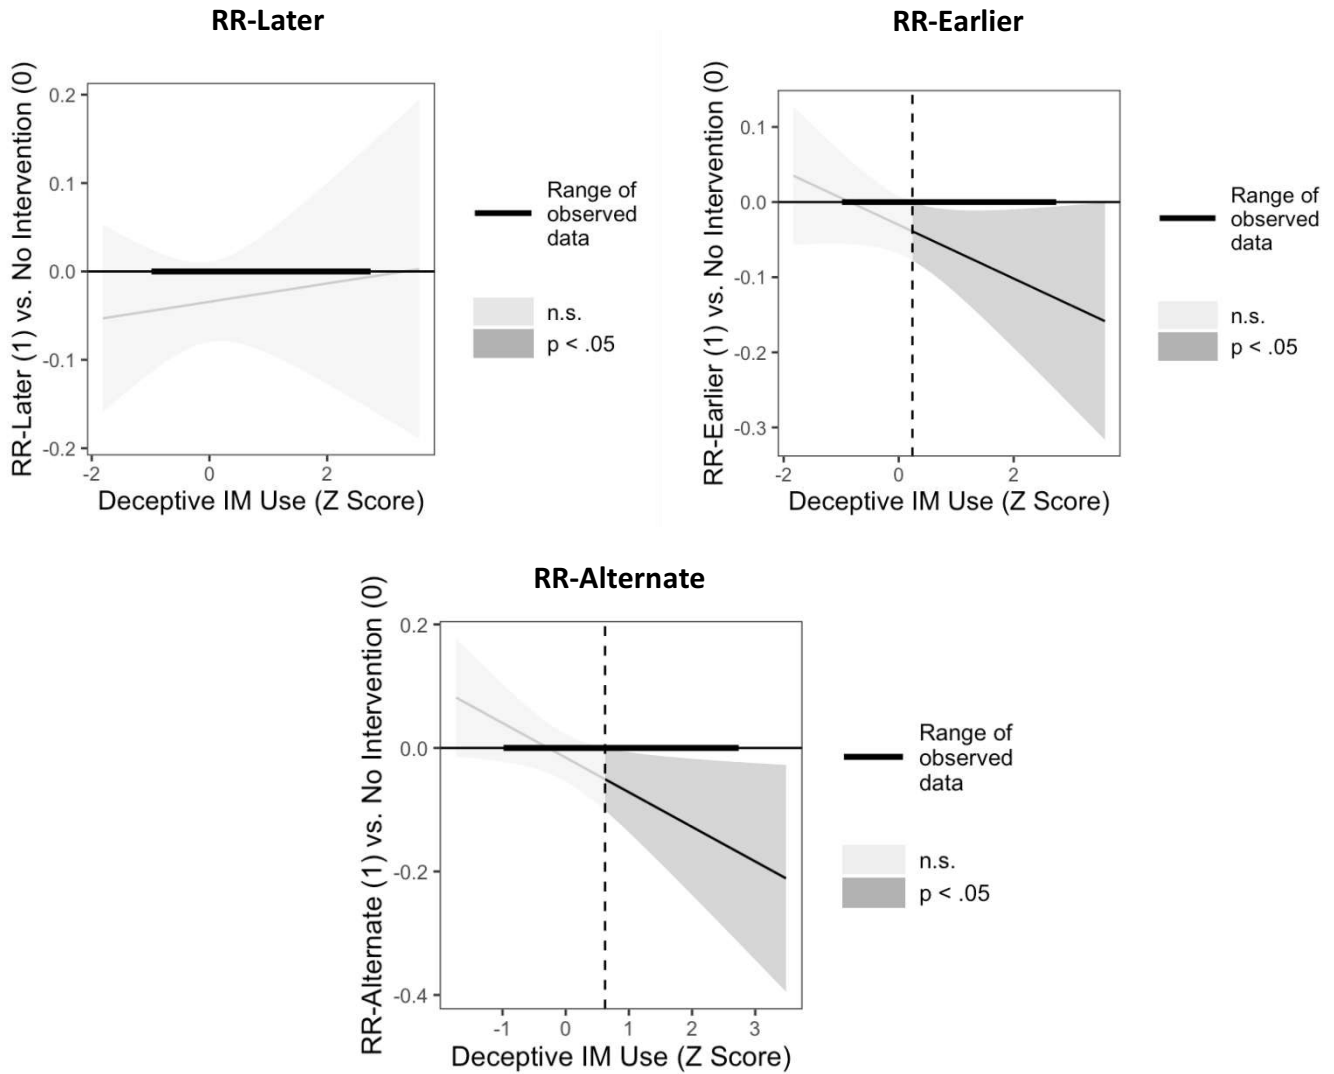 RR-Later
RR-Later (1) vs. No Intervention (0)
0.2
0.1
0.0
-0.1
-0.2
-2
0
2
Deceptive IM Use (Z Score)
Range of
observed
data
n.s.
p < .05
RR-Earlier
RR-Earlier (1) vs. No Intervention (0)
0.1
0.0
-0.1
-0.2
-0.3
-2
0
2
Deceptive IM Use (Z Score)
Range of
observed
data
n.s.
p < .05
RR-Alternate
RR-Alternate (1) vs. No Intervention (0)
0.2
0.0
-0.2
-0.4
-1
0
1
2
3
Deceptive IM Use (Z Score)
Range of
observed
data
n.s.
p < .05